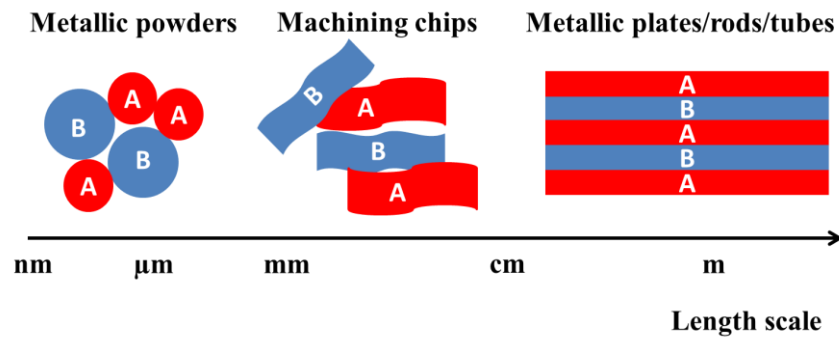 Metallic powders Machining chips Metallic plates/rods/tubes
A
A
B
B
A
B
A
B
A
A
B
A
B
A
nm µm mm cm m
Length scale